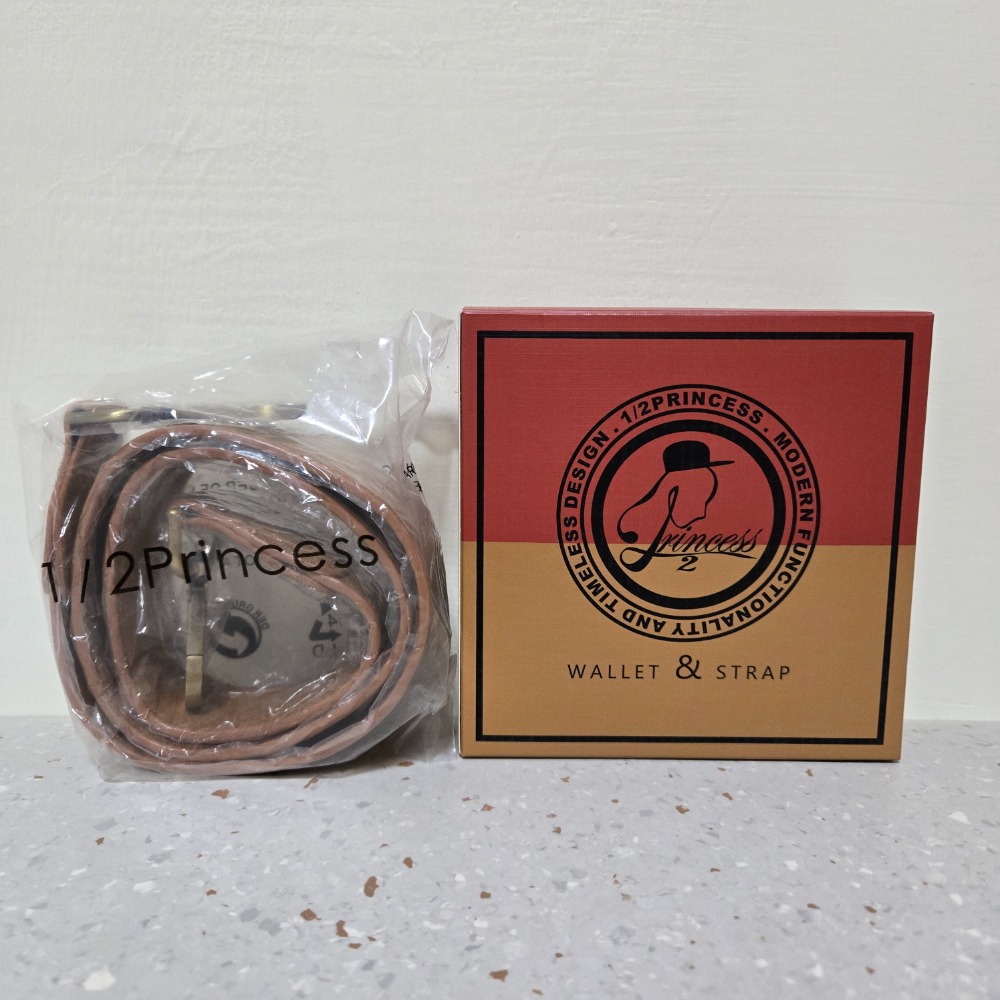 1/2Princess
1/2PRINCESS . MODERN FUNCTIONALITY AND TIMELESS DESIGN .
Princess
2
WALLET & STRAP